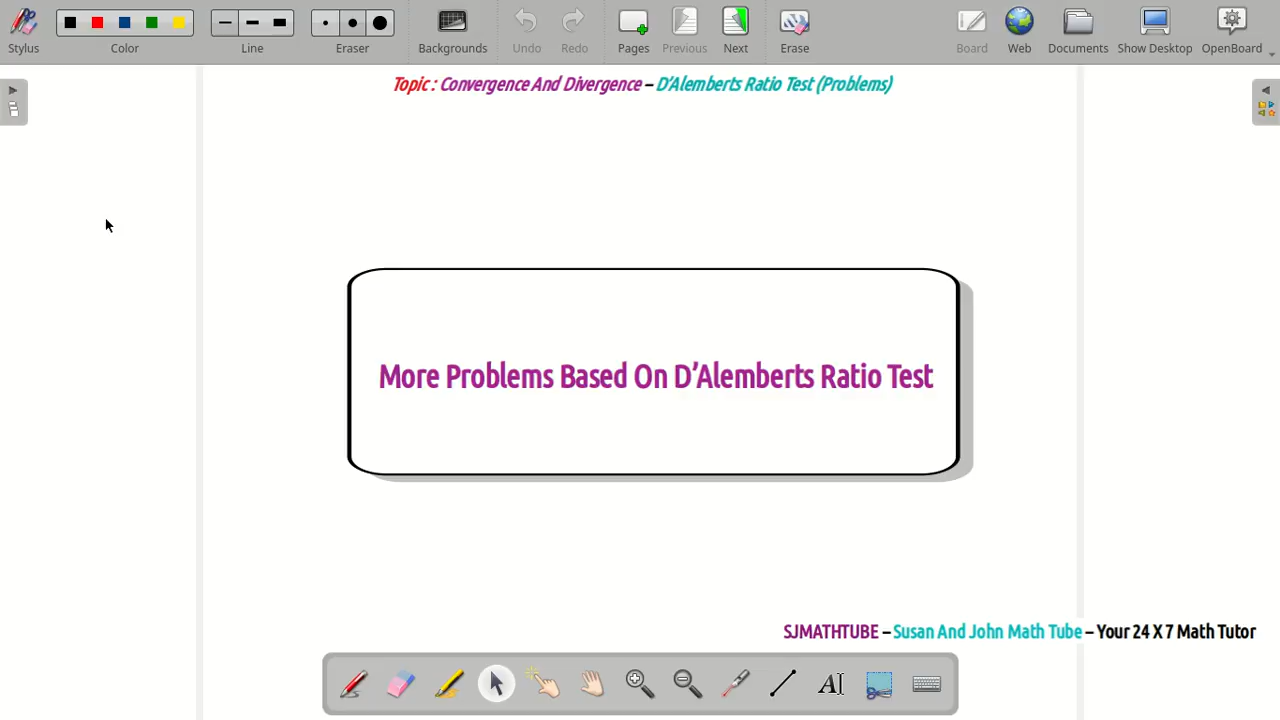 Stylus Color Line Eraser Backgrounds Undo Redo Pages Previous Next Erase Board Web Documents Show Desktop OpenBoard
Topic : Convergence And Divergence – D’Alemberts Ratio Test (Problems)
More Problems Based On D’Alemberts Ratio Test
SJMATHTUBE – Susan And John Math Tube – Your 24 X 7 Math Tutor
AI